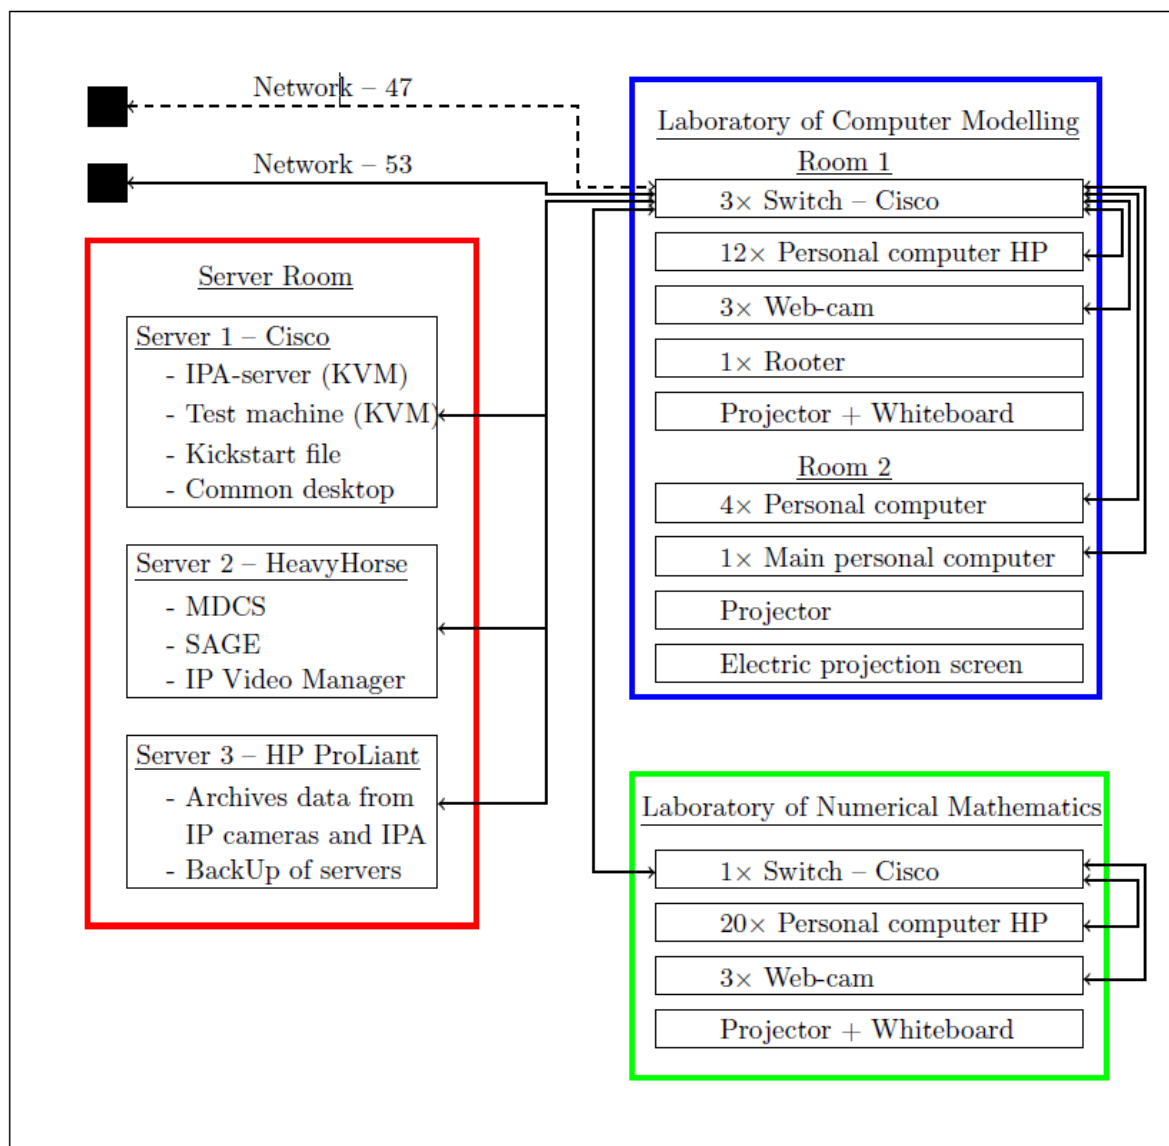 Network – 47
Network – 53
Server Room
Server 1 – Cisco
- IPA-server (KVM)
- Test machine (KVM)
- Kickstart file
- Common desktop
Server 2 – HeavyHorse
- MDCS
- SAGE
- IP Video Manager
Server 3 – HP ProLiant
- Archives data from
IP cameras and IPA
- BackUp of servers
Laboratory of Computer Modelling
Room 1
3× Switch – Cisco
12× Personal computer HP
3× Web-cam
1× Rooter
Projector + Whiteboard
Room 2
4× Personal computer
1× Main personal computer
Projector
Electric projection screen
Laboratory of Numerical Mathematics
1× Switch – Cisco
20× Personal computer HP
3× Web-cam
Projector + Whiteboard